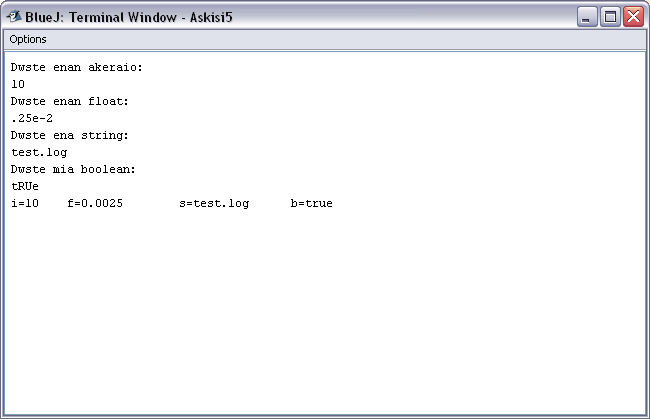 BlueJ: Terminal Window - Askisi5
Options
Dwste enan akeraio:
10
Dwste enan float:
.25e-2
Dwste ena string:
test.log
Dwste mia boolean:
tRUe
i=10    f=0.0025        s=test.log      b=true